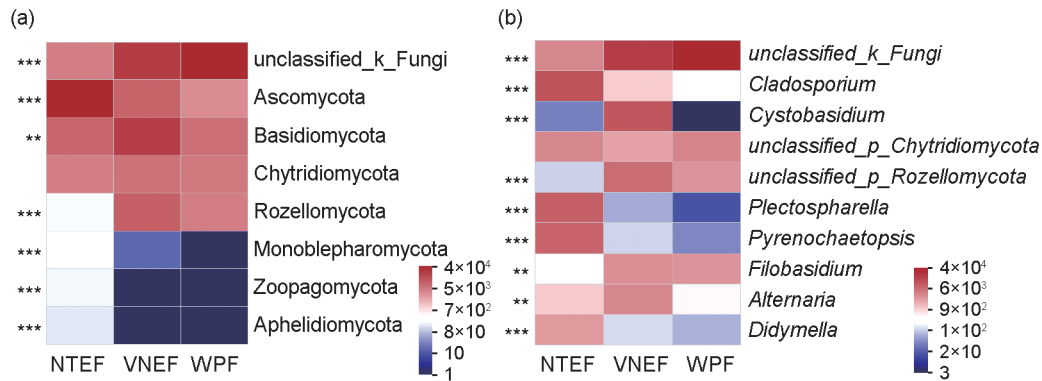 (a)
*** unclassified_k_Fungi
*** Ascomycota
** Basidiomycota
Chytridiomycota
*** Rozellomycota
*** Monoblepharomycota
*** Zoopagomycota
*** Aphelidiomycota
NTEF VNEF WPF
4×10⁴
5×10³
7×10²
8×10
10
1
(b)
*** unclassified_k_Fungi
*** Cladosporium
*** Cystobasidium
unclassified_p_Chytridiomycota
*** unclassified_p_Rozellomycota
*** Plectospharella
*** Pyrenochaetopsis
** Filobasidium
** Alternaria
*** Didymella
NTEF VNEF WPF
4×10⁴
6×10³
9×10²
1×10²
2×10
3